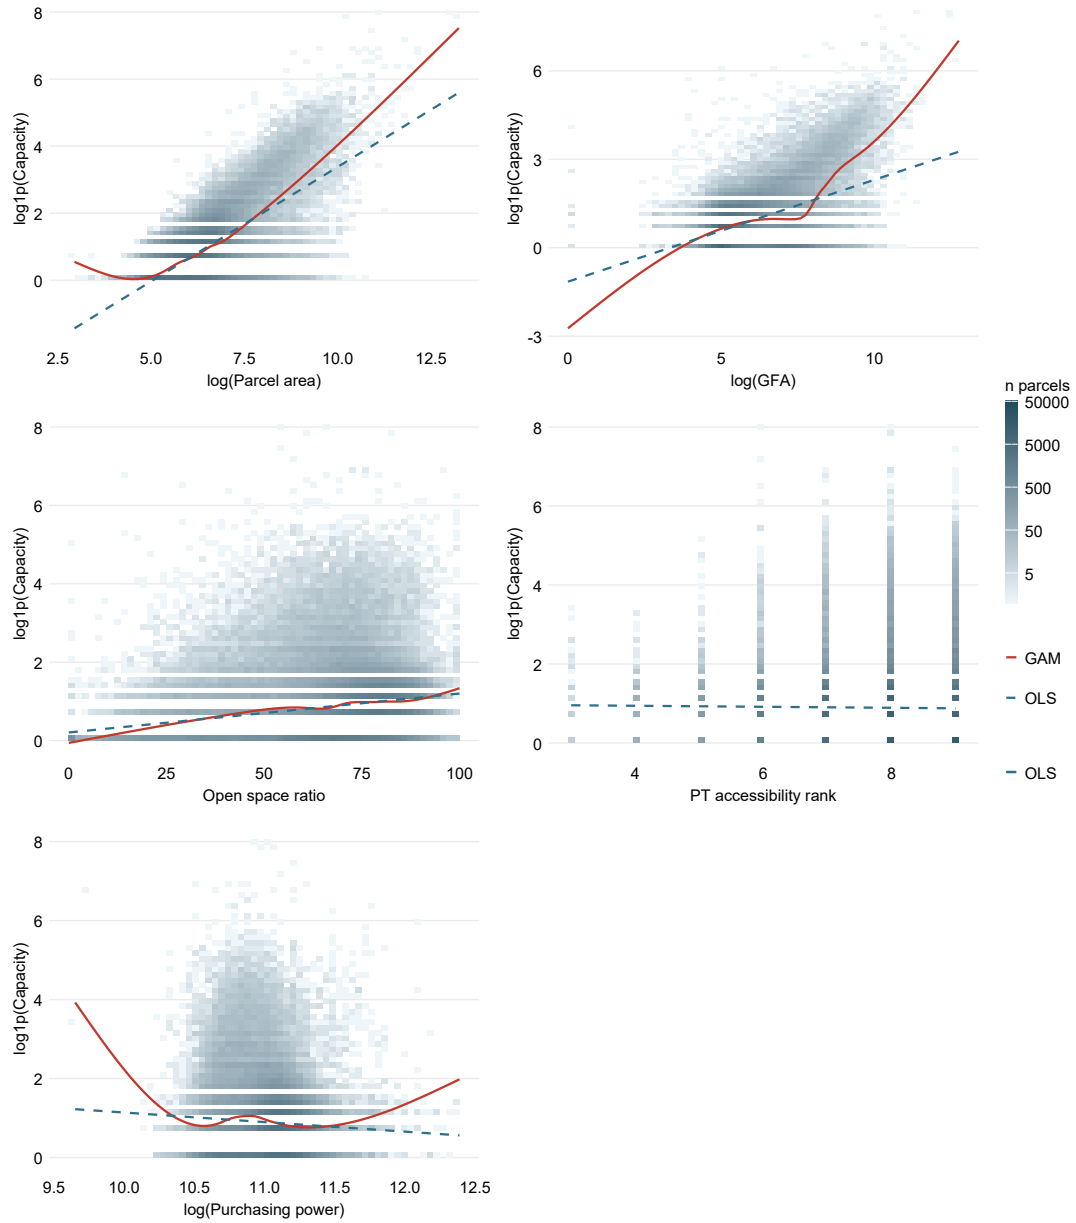 8
6
4
2
0
log1p(Capacity)
2.5 5.0 7.5 10.0 12.5
log(Parcel area)
6
3
0
-3
log1p(Capacity)
0 5 10
log(GFA)
8
6
4
2
0
log1p(Capacity)
0 25 50 75 100
Open space ratio
8
6
4
2
0
log1p(Capacity)
4 6 8
PT accessibility rank
n parcels
50000
5000
500
50
5
GAM
OLS
OLS
8
6
4
2
0
log1p(Capacity)
9.5 10.0 10.5 11.0 11.5 12.0 12.5
log(Purchasing power)